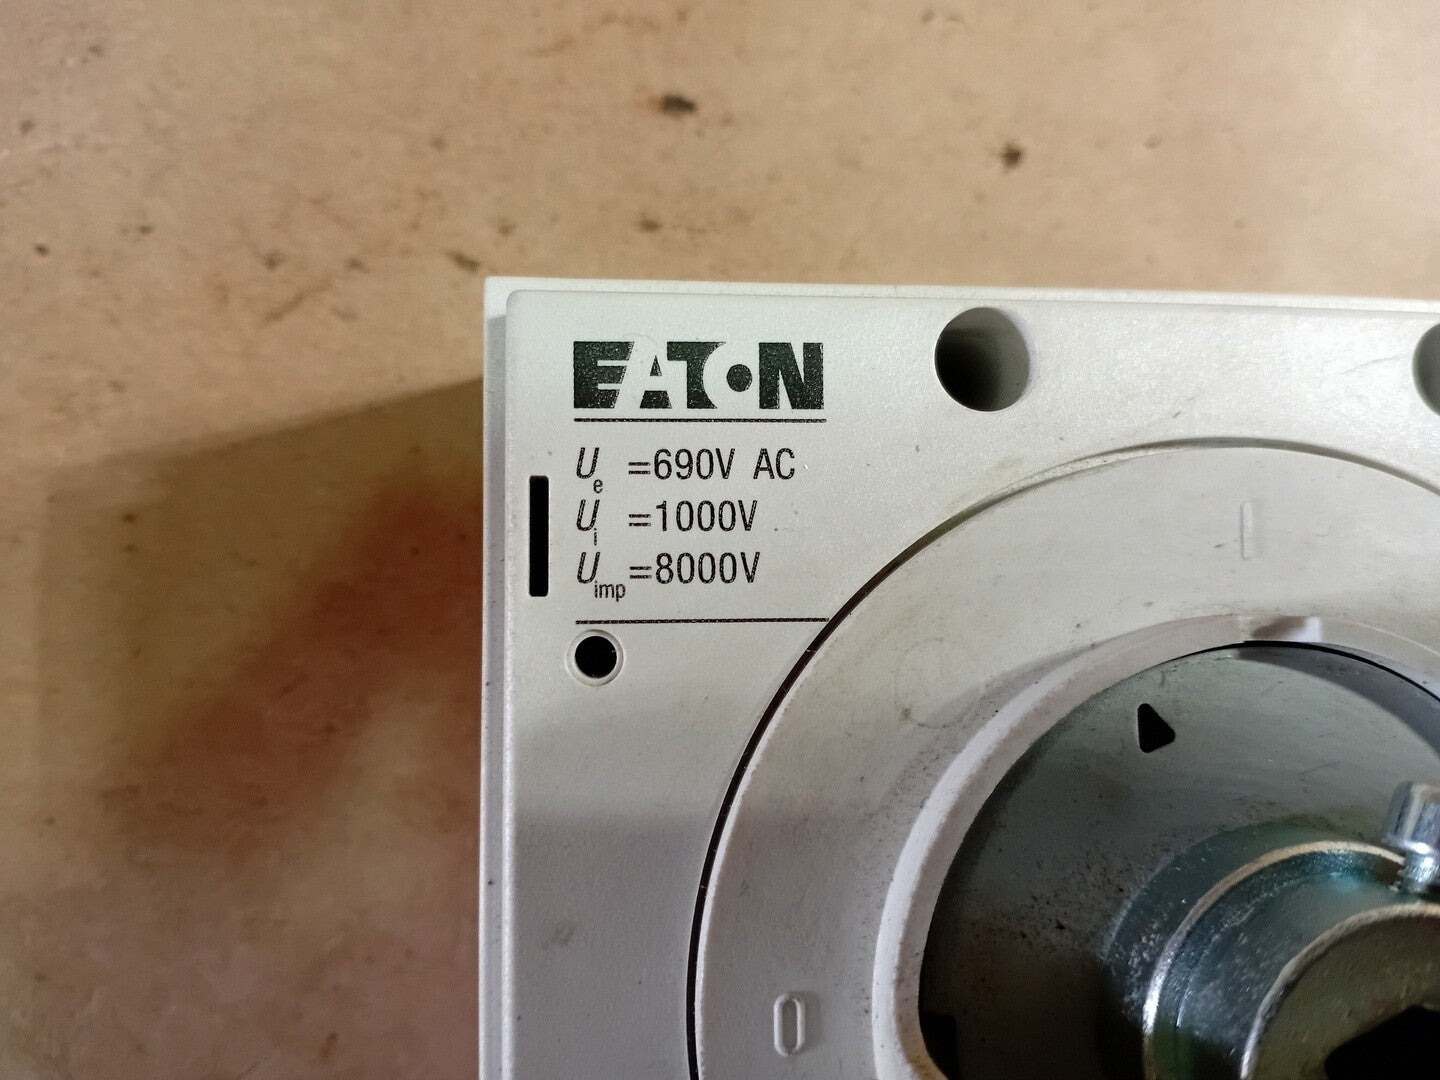 EATON
Ue =690V AC
Ui =1000V
Uimp=8000V
I
0